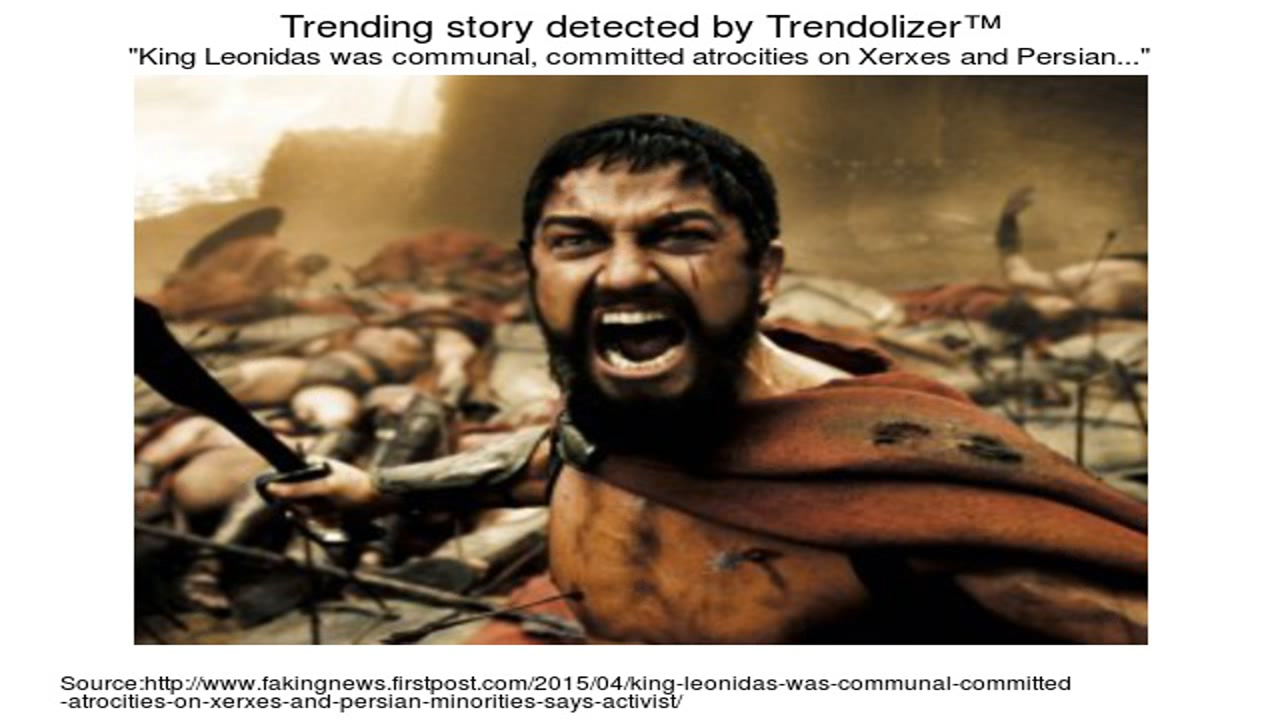 Trending story detected by Trendolizer™
"King Leonidas was communal, committed atrocities on Xerxes and Persian..."
Source:http://www.fakingnews.firstpost.com/2015/04/king-leonidas-was-communal-committed
-atrocities-on-xerxes-and-persian-minorities-says-activist/